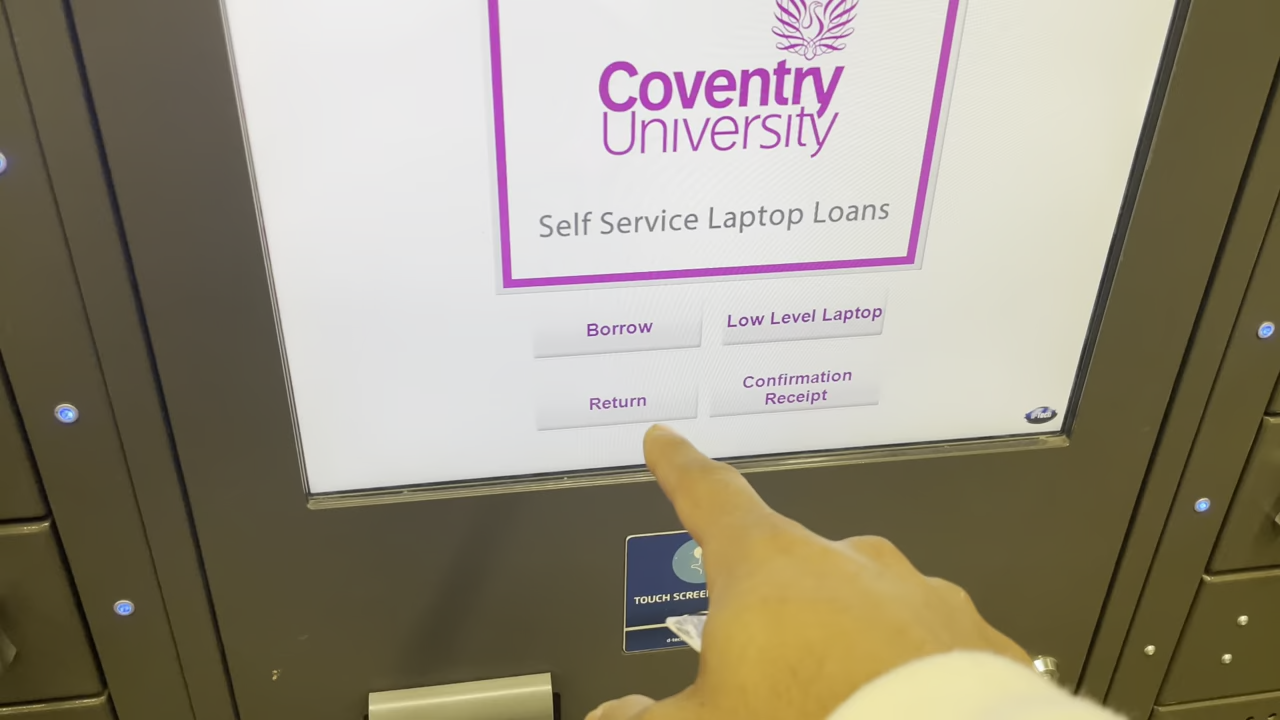 Coventry
University
Self Service Laptop Loans
Borrow
Low Level Laptop
Return
Confirmation
Receipt
TOUCH SCREE